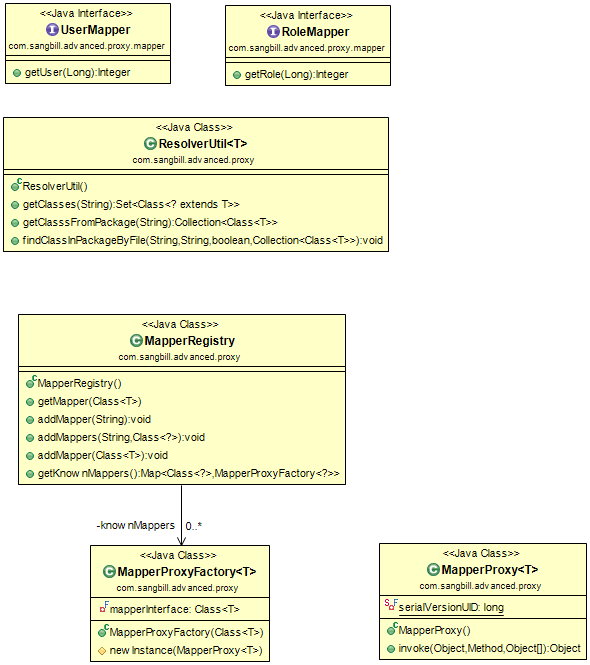 <<Java Interface>>
UserMapper
com.sangbill.advanced.proxy.mapper
getUser(Long):Integer
<<Java Interface>>
RoleMapper
com.sangbill.advanced.proxy.mapper
getRole(Long):Integer
<<Java Class>>
ResolverUtil<T>
com.sangbill.advanced.proxy
ResolverUtil()
getClasses(String):Set<Class<? extends T>>
getClasssFromPackage(String):Collection<Class<T>>
findClassInPackageByFile(String,String,boolean,Collection<Class<T>>):void
<<Java Class>>
MapperRegistry
com.sangbill.advanced.proxy
MapperRegistry()
getMapper(Class<T>)
addMapper(String):void
addMappers(String,Class<?>):void
addMapper(Class<T>):void
getKnownMappers():Map<Class<?>,MapperProxyFactory<?>>
-knownMappers 0..*
<<Java Class>>
MapperProxyFactory<T>
com.sangbill.advanced.proxy
mapperInterface: Class<T>
MapperProxyFactory(Class<T>)
newInstance(MapperProxy<T>)
<<Java Class>>
MapperProxy<T>
com.sangbill.advanced.proxy
serialVersionUID: long
MapperProxy()
invoke(Object,Method,Object[]):Object